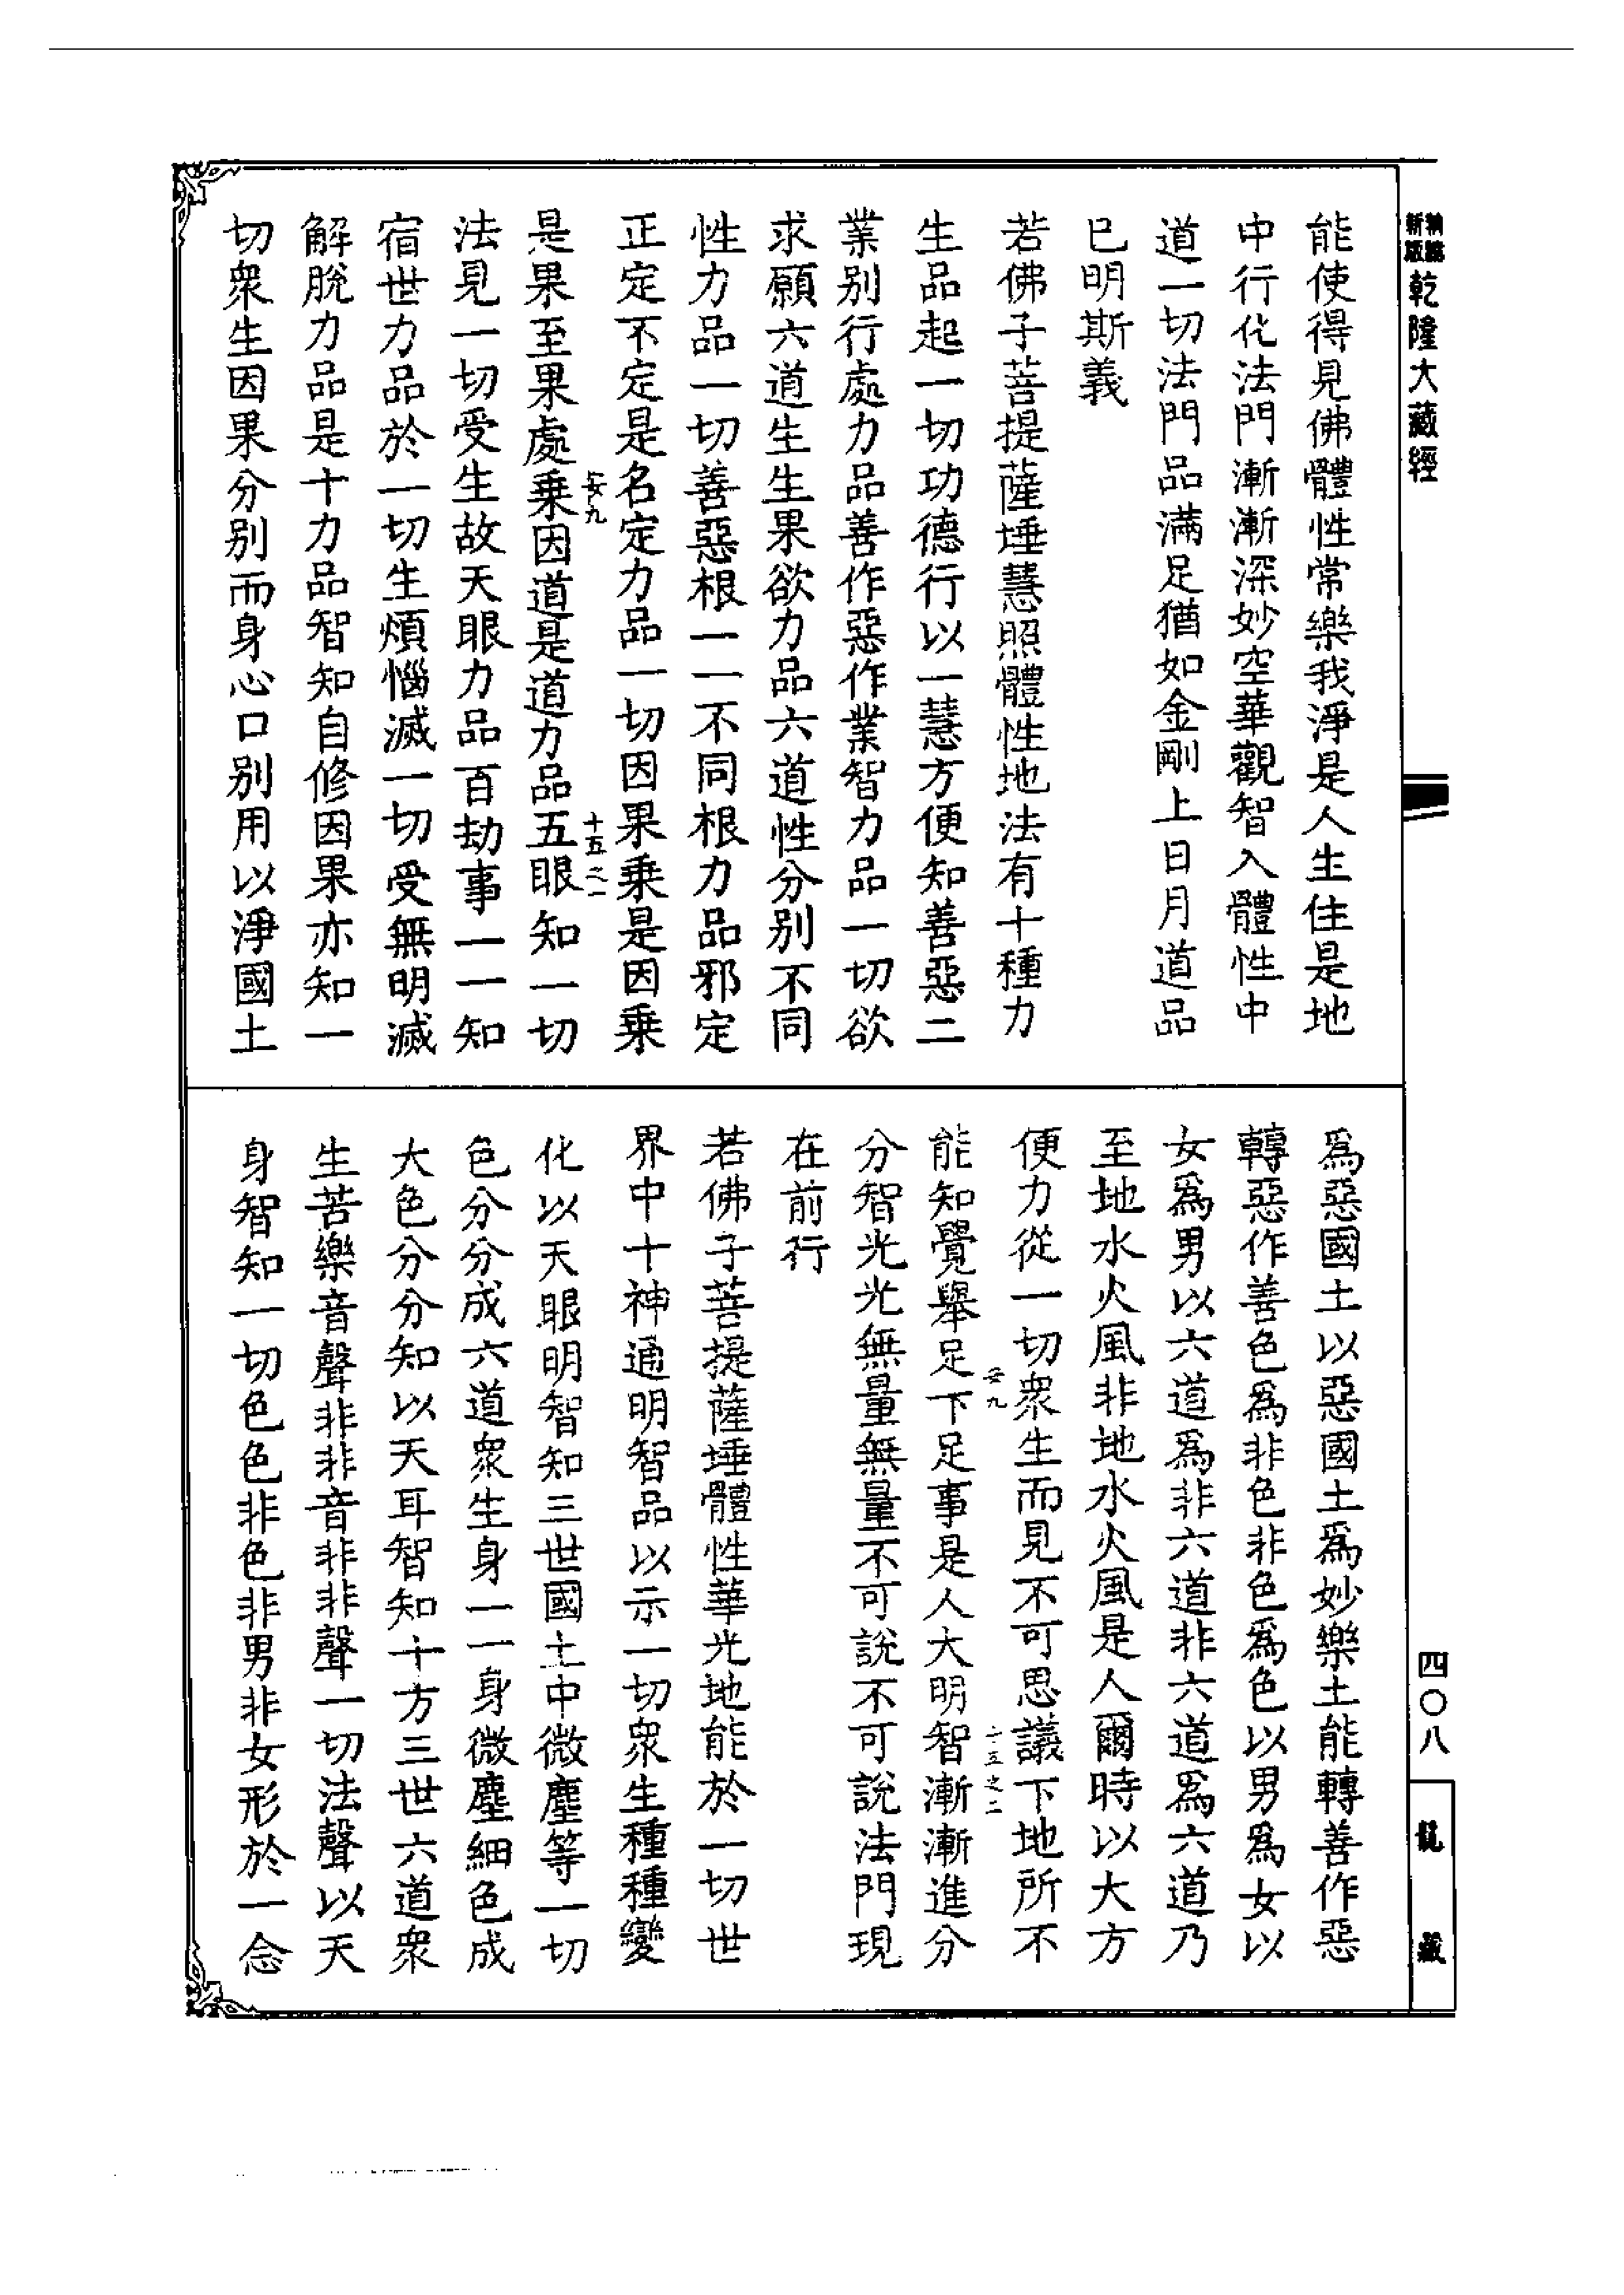 精縮
新版
乾隆大藏經
四〇八
龍藏
能使得見佛體性常樂我淨是人生住是地
中行化法門漸漸深妙空華觀智入體性中
道一切法門品滿足猶如金剛上日月道品
已明斯義
若佛子菩提薩埵慧照體性地法有十種力
生品起一切功德行以一慧方便知善惡二
業別行處力品善作惡作業智力品一切欲
求願六道生生果欲力品六道性分別不同
性力品一切善惡根一一不同根力品邪定
正定不定是名定力品一切因果乗是因乗
安九
十五之一
是果至果處乗因道是道力品五眼知一切
法見一切受生故天眼力品百劫事一一知
宿世力品於一切生煩惱滅一切受無明滅
解脫力品是十力品智知自修因果亦知一
切衆生因果分別而身心口別用以淨國土
爲惡國土以惡國土爲妙樂土能轉善作惡
轉惡作善色爲非色非色爲色以男爲女以
女爲男以六道爲非六道非六道爲六道乃
至地水火風非地水火風是人爾時以大方
便力從一切衆生而見不可思議下地所不
安九
十五之二
能知覺舉足下足事是人大明智漸漸進分
分智光光無量無量不可說不可說法門現
在前行
若佛子菩提薩埵體性華光地能於一切世
界中十神通明智品以示一切衆生種種變
化以天眼明智知三世國土中微塵等一切
色分分成六道衆生身一一身微塵細色成
大色分分知以天耳智知十方三世六道衆
生苦樂音聲非非音非非聲一切法聲以天
身智知一切色色非色非男非女形於一念